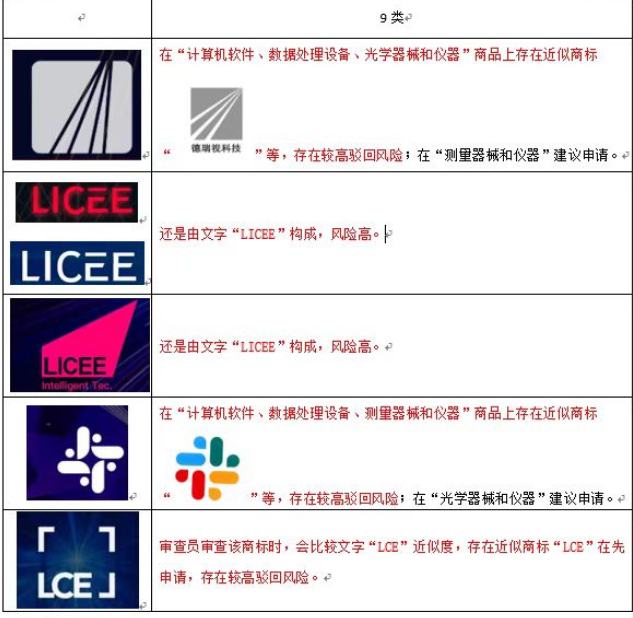 9 类
在“计算机软件、数据处理设备、光学器械和仪器”商品上存在近似商标
德瑞视科技
“ ”等，存在较高驳回风险；在“测量器械和仪器”建议申请。
LICEE
还是由文字“LICEE”构成，风险高。
LICEE
LICEE
Intelligent Tec.
还是由文字“LICEE”构成，风险高。
在“计算机软件、数据处理设备、测量器械和仪器”商品上存在近似商标
“ ”等，存在较高驳回风险；在“光学器械和仪器”建议申请。
LCE
审查员审查该商标时，会比较文字“LCE”近似度，存在近似商标“LCE”在先
申请，存在较高驳回风险。